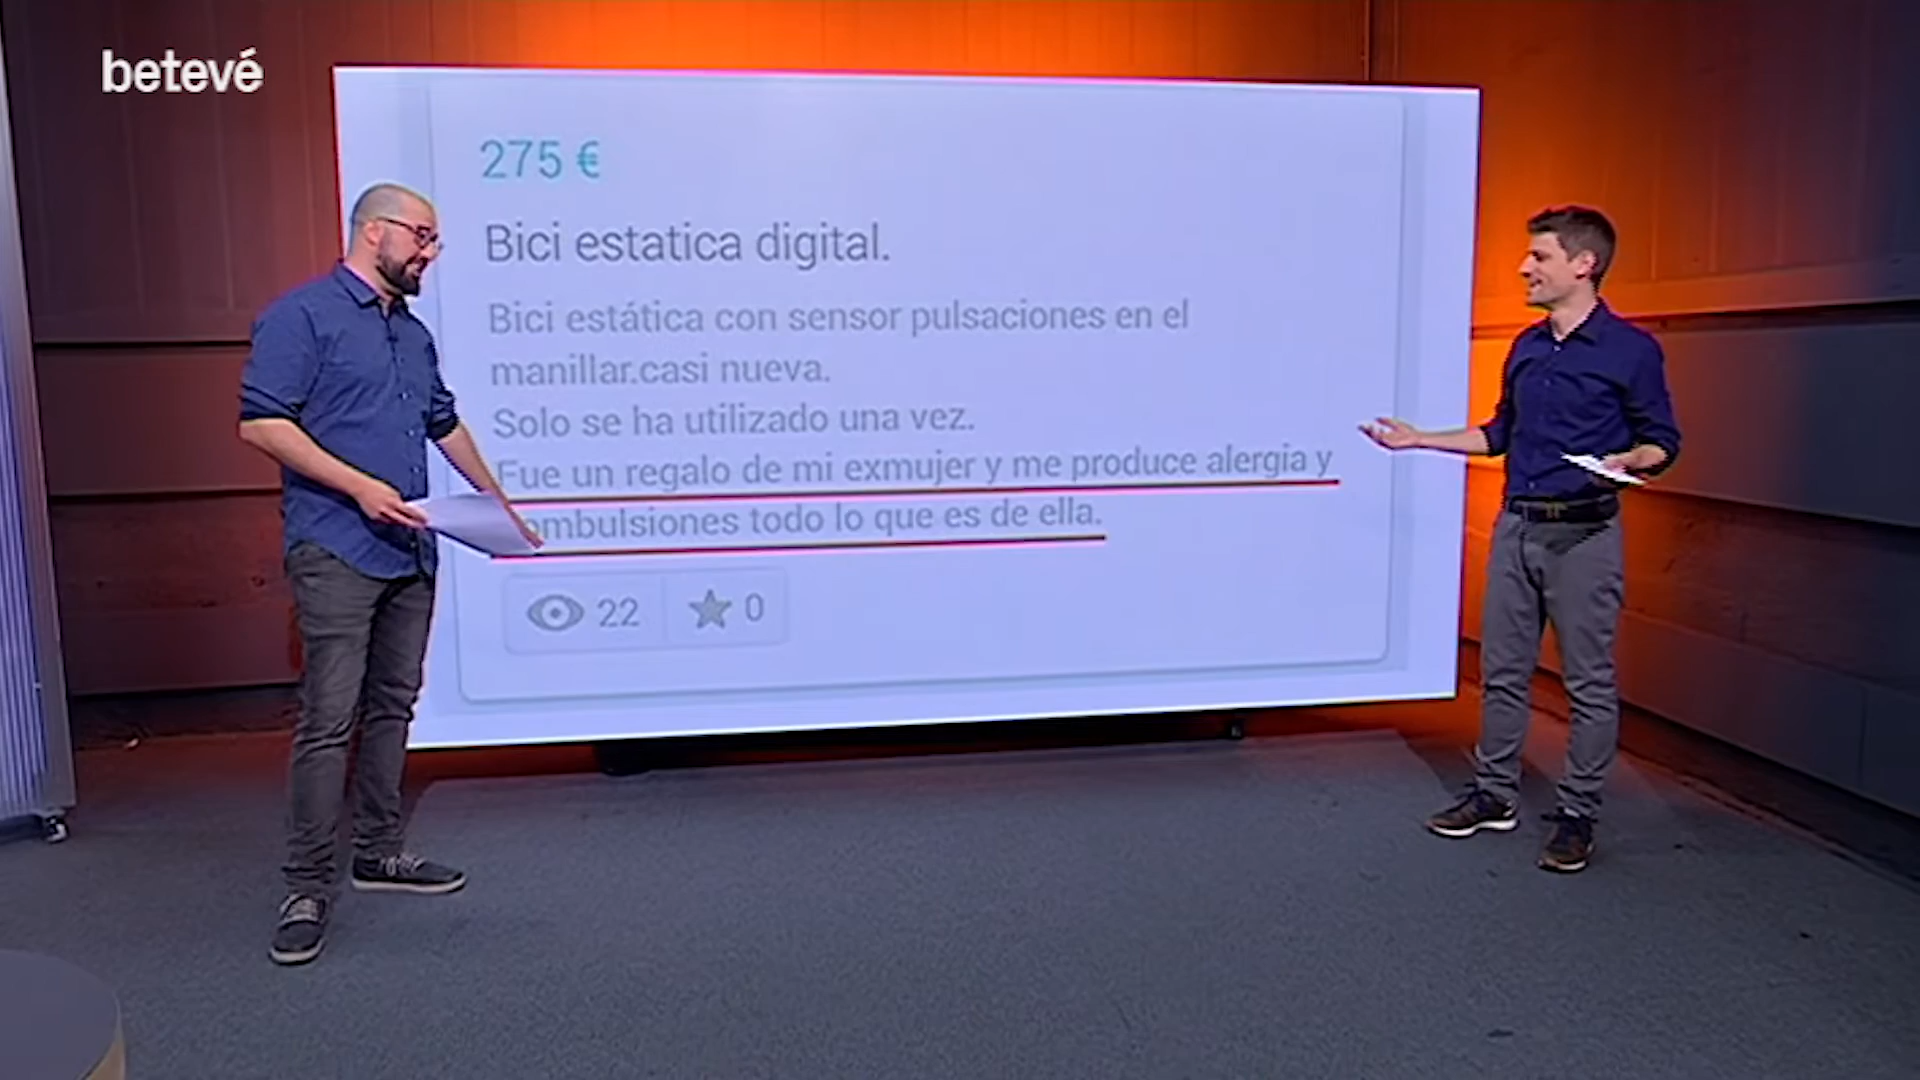 betevé
275 €
Bici estatica digital.
Bici estática con sensor pulsaciones en el
manillar.casi nueva.
Solo se ha utilizado una vez.
Fue un regalo de mi exmujer y me produce alergia y
ombulsiones todo lo que es de ella.
22
0